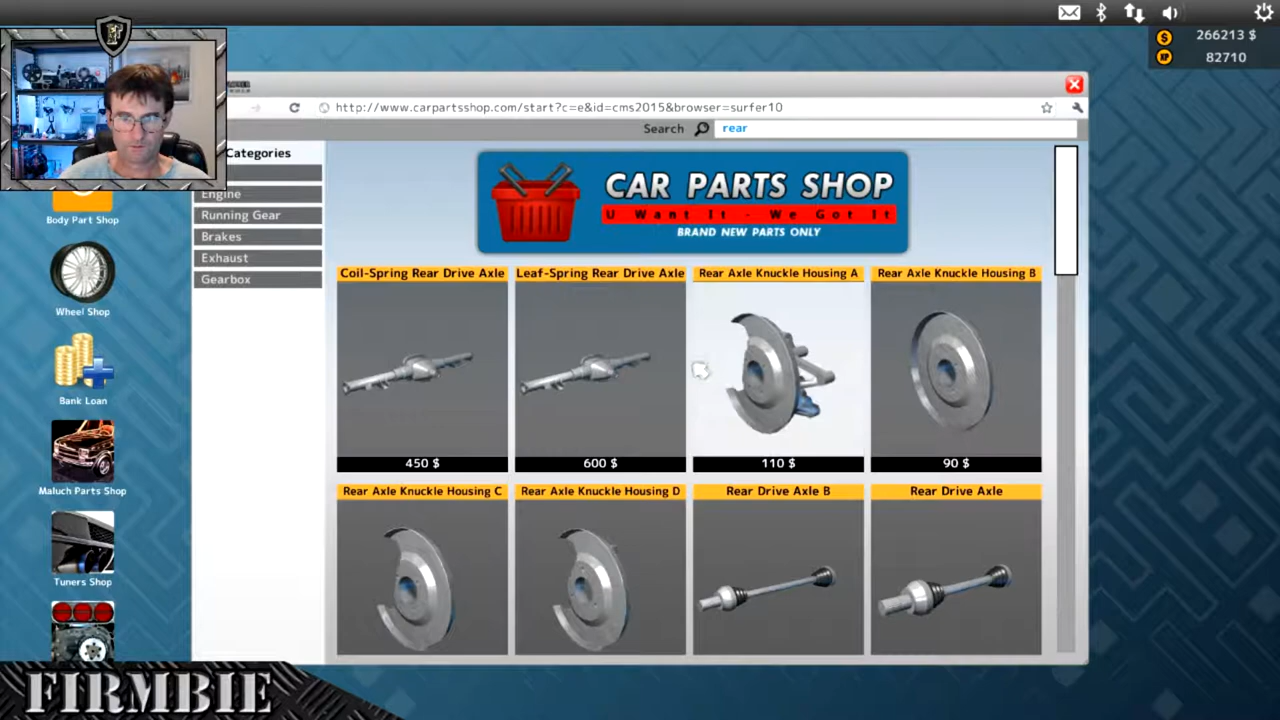 266213 $
82710
http://www.carpartsshop.com/start?c=e&id=cms2015&browser=surfer10
Search rear
Categories
Engine
Running Gear
Brakes
Exhaust
Gearbox
CAR PARTS SHOP
U Want It - We Got It
BRAND NEW PARTS ONLY
Body Part Shop
Wheel Shop
Bank Loan
Maluch Parts Shop
Tuners Shop
Coil-Spring Rear Drive Axle
Leaf-Spring Rear Drive Axle
Rear Axle Knuckle Housing A
Rear Axle Knuckle Housing B
450 $
600 $
110 $
90 $
Rear Axle Knuckle Housing C
Rear Axle Knuckle Housing D
Rear Drive Axle B
Rear Drive Axle
FIRMBIE